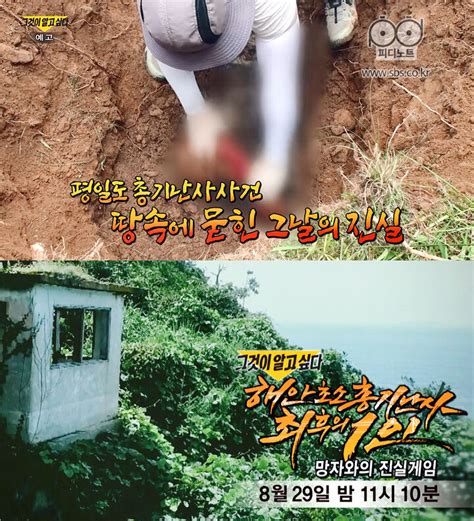 그것이 알고 싶다
예고
피디노트
www.sbs.co.kr
평일도 총기난사사건
땅속에 묻힌 그날의 진실
그것이 알고 싶다
해안초소 총기난사
최후의 1인
망자와의 진실게임
8월 29일 밤 11시 10분